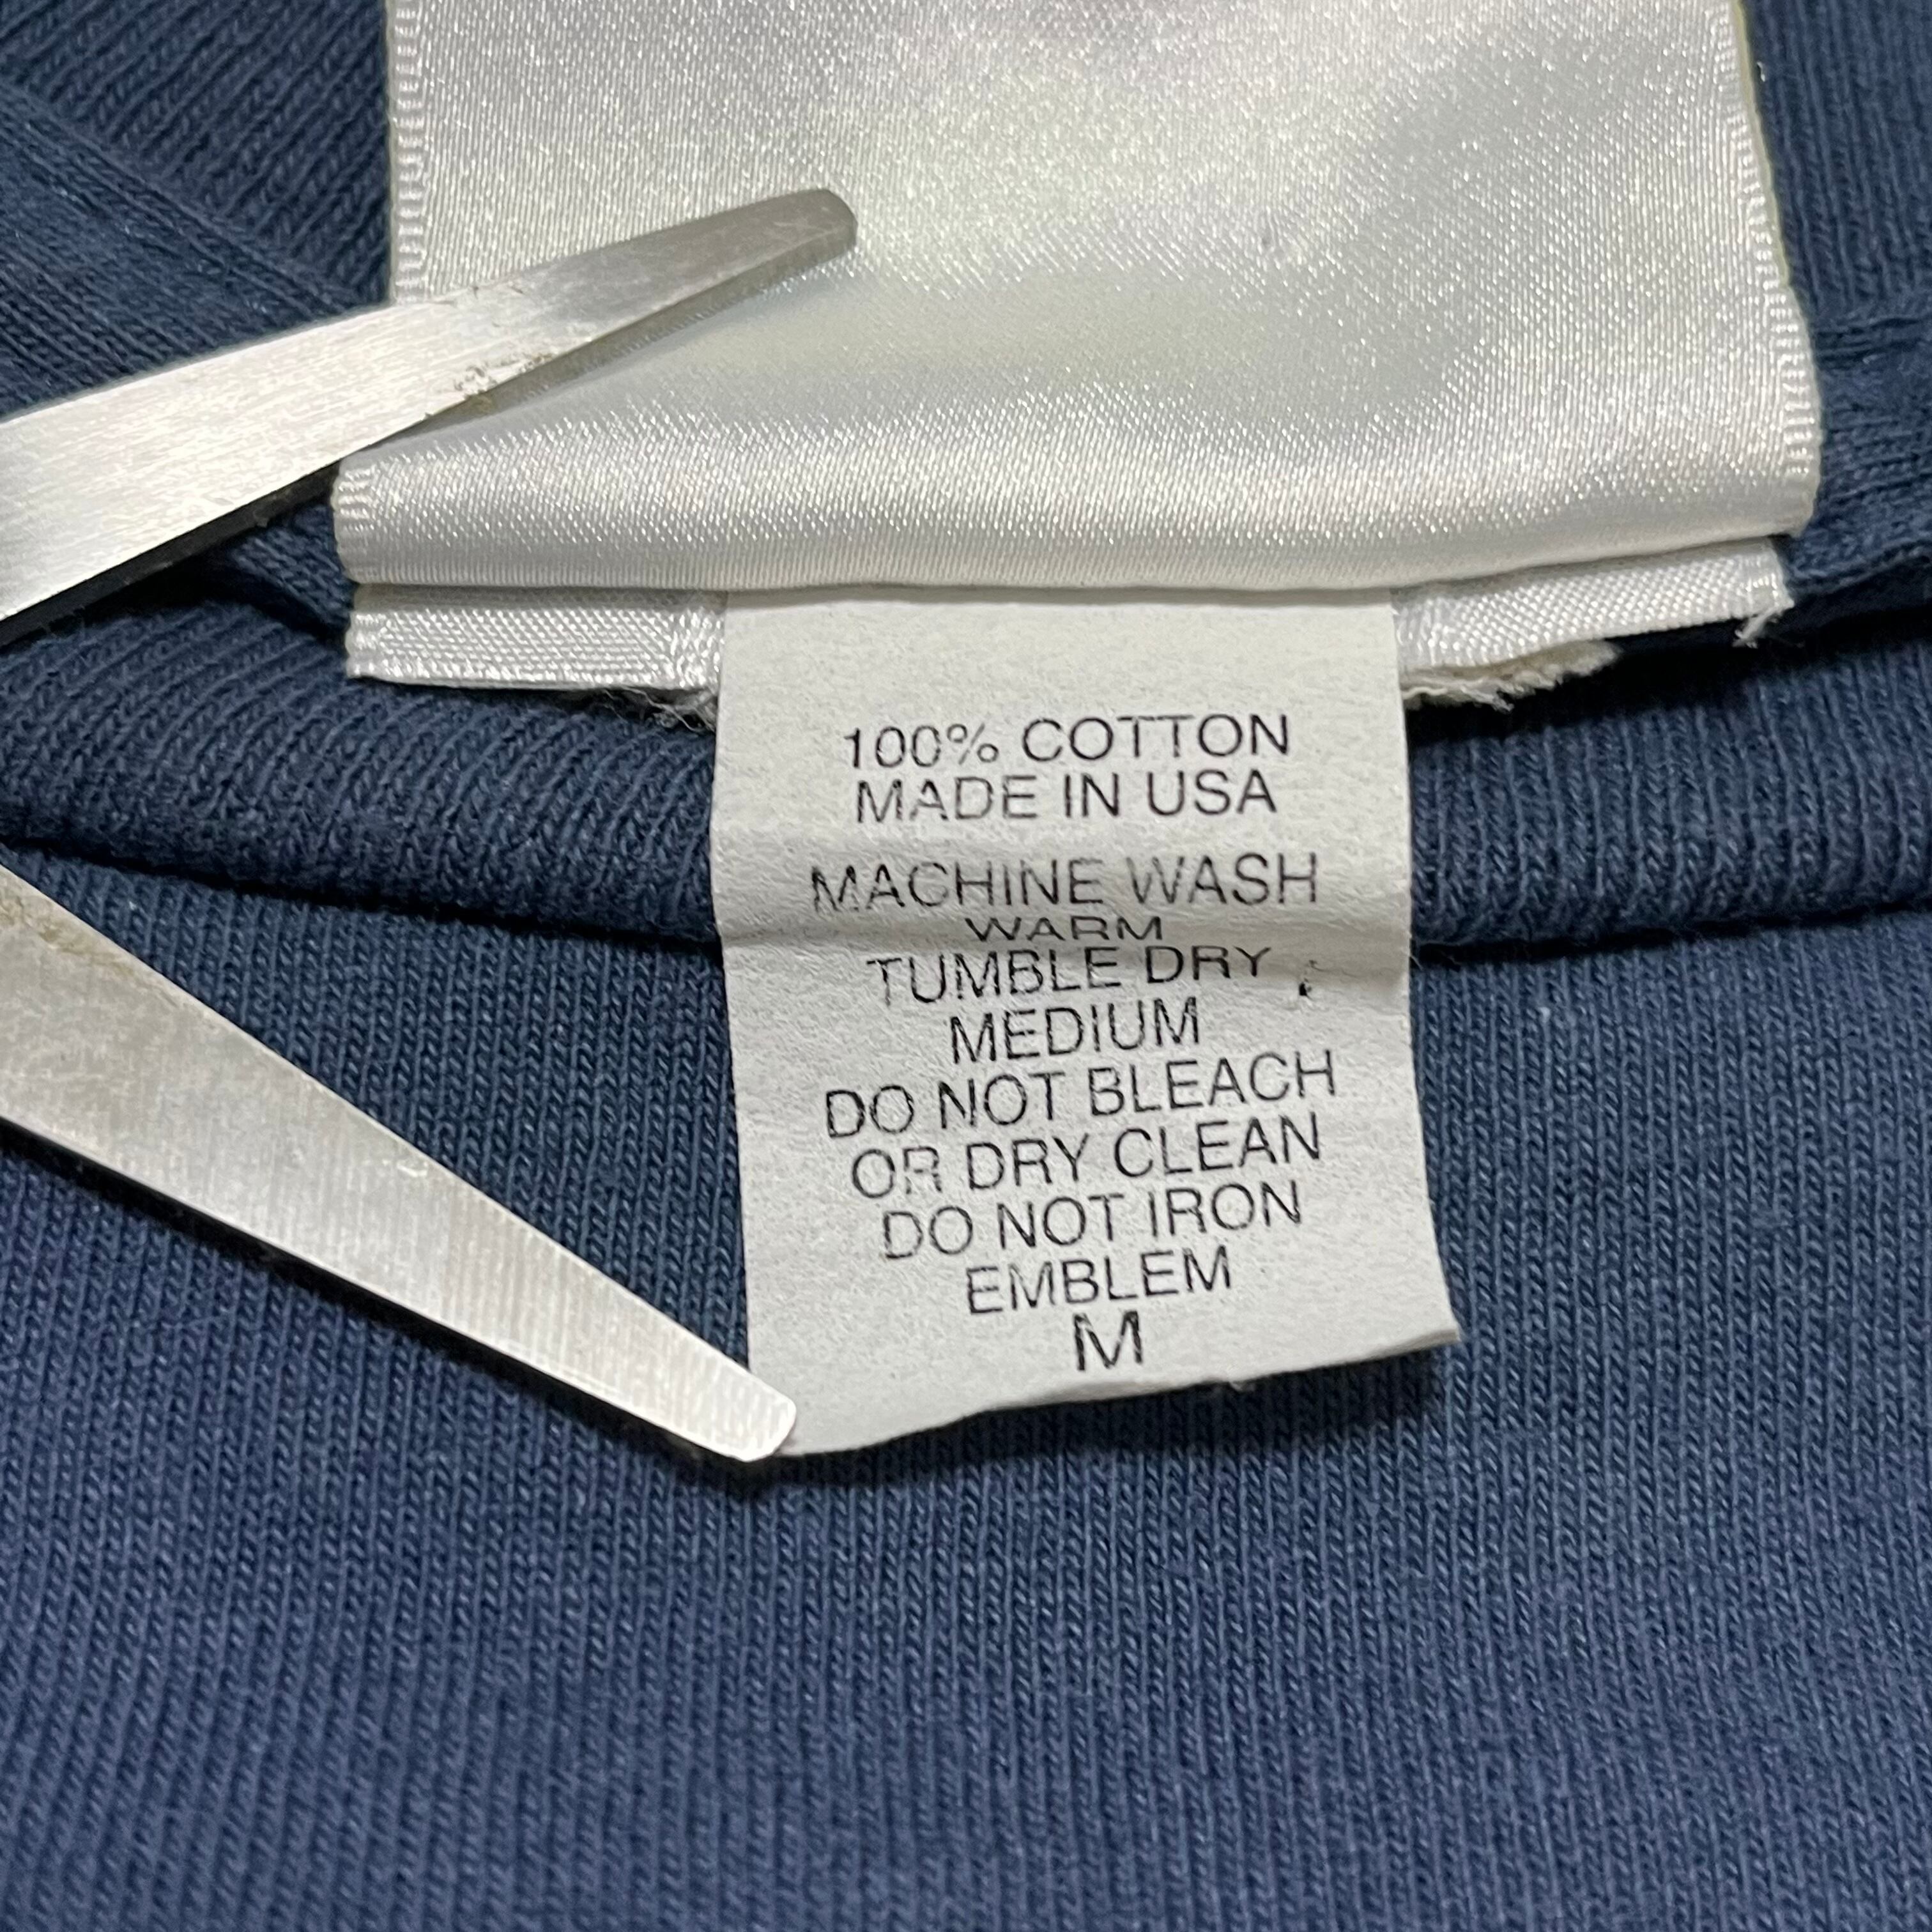 100% COTTON
MADE IN USA
MACHINE WASH
WARM
TUMBLE DRY
MEDIUM
DO NOT BLEACH
OR DRY CLEAN
DO NOT IRON
EMBLEM
M